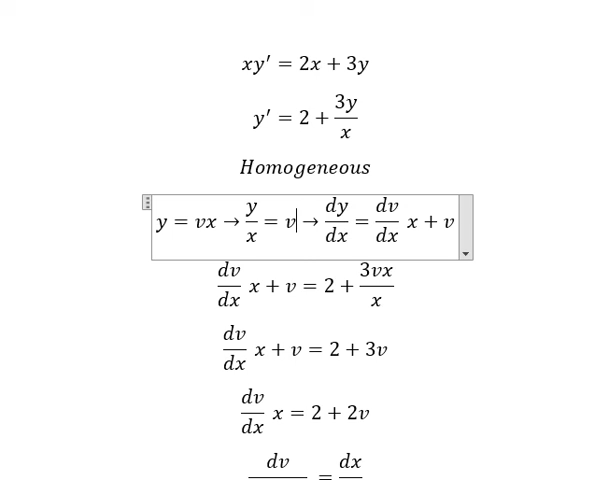 xy′ = 2x + 3y
y′ = 2 + 3y/x
Homogeneous
y = vx → y/x = v → dy/dx = dv/dx x + v
dv/dx x + v = 2 + 3vx/x
dv/dx x + v = 2 + 3v
dv/dx x = 2 + 2v
dv = dx